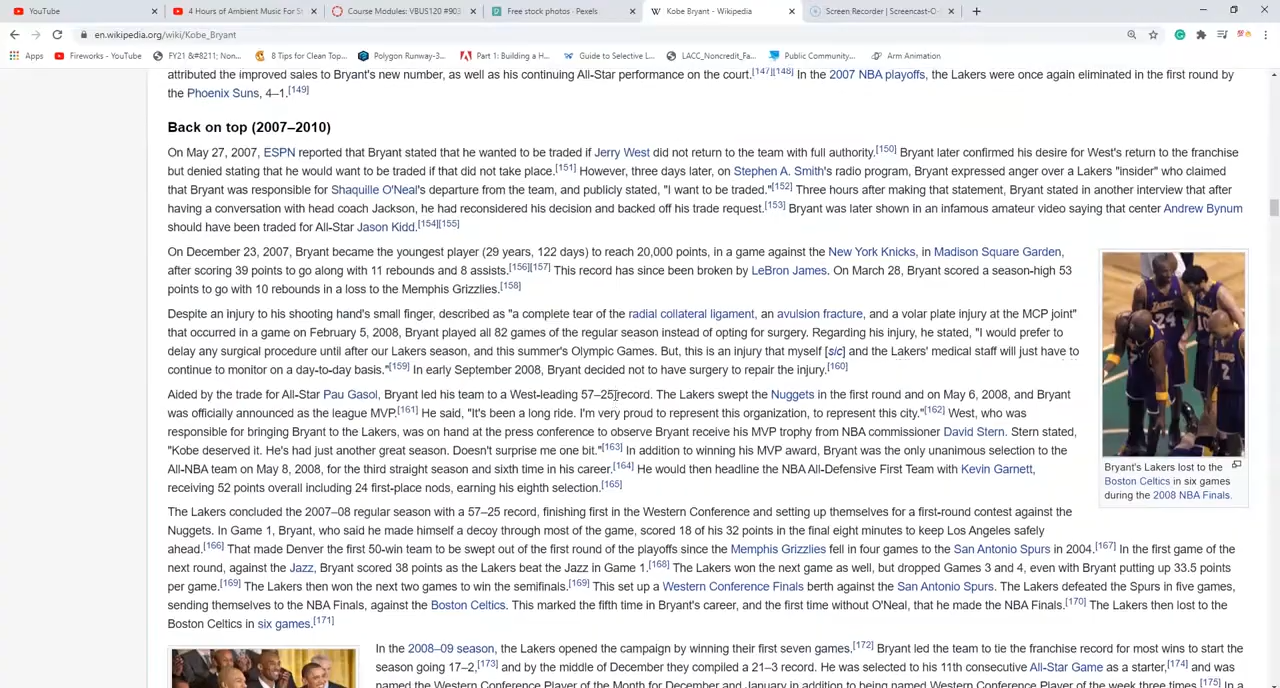 YouTube
4 Hours of Ambient Music For S
Course Modules: VBUS120 #903
Free stock photos · Pexels
Kobe Bryant - Wikipedia
Screen Recorder | Screencast-O-
en.wikipedia.org/wiki/Kobe_Bryant
Apps
Fireworks - YouTube
FY21 &#8211; Non...
8 Tips for Clean Top...
Polygon Runway-3...
Part 1: Building a H...
Guide to Selective L...
LACC_Noncredit_Fa...
Public Community...
Arm Animation
attributed the improved sales to Bryant's new number, as well as his continuing All-Star performance on the court.[147][148] In the 2007 NBA playoffs, the Lakers were once again eliminated in the first round by
the Phoenix Suns, 4–1.[149]
Back on top (2007–2010)
On May 27, 2007, ESPN reported that Bryant stated that he wanted to be traded if Jerry West did not return to the team with full authority.[150] Bryant later confirmed his desire for West's return to the franchise
but denied stating that he would want to be traded if that did not take place.[151] However, three days later, on Stephen A. Smith's radio program, Bryant expressed anger over a Lakers "insider" who claimed
that Bryant was responsible for Shaquille O'Neal's departure from the team, and publicly stated, "I want to be traded."[152] Three hours after making that statement, Bryant stated in another interview that after
having a conversation with head coach Jackson, he had reconsidered his decision and backed off his trade request.[153] Bryant was later shown in an infamous amateur video saying that center Andrew Bynum
should have been traded for All-Star Jason Kidd.[154][155]
On December 23, 2007, Bryant became the youngest player (29 years, 122 days) to reach 20,000 points, in a game against the New York Knicks, in Madison Square Garden,
after scoring 39 points to go along with 11 rebounds and 8 assists.[156][157] This record has since been broken by LeBron James. On March 28, Bryant scored a season-high 53
points to go with 10 rebounds in a loss to the Memphis Grizzlies.[158]
Despite an injury to his shooting hand's small finger, described as "a complete tear of the radial collateral ligament, an avulsion fracture, and a volar plate injury at the MCP joint"
that occurred in a game on February 5, 2008, Bryant played all 82 games of the regular season instead of opting for surgery. Regarding his injury, he stated, "I would prefer to
delay any surgical procedure until after our Lakers season, and this summer's Olympic Games. But, this is an injury that myself [sic] and the Lakers' medical staff will just have to
continue to monitor on a day-to-day basis."[159] In early September 2008, Bryant decided not to have surgery to repair the injury.[160]
Aided by the trade for All-Star Pau Gasol, Bryant led his team to a West-leading 57–25 record. The Lakers swept the Nuggets in the first round and on May 6, 2008, and Bryant
was officially announced as the league MVP.[161] He said, "It's been a long ride. I'm very proud to represent this organization, to represent this city."[162] West, who was
responsible for bringing Bryant to the Lakers, was on hand at the press conference to observe Bryant receive his MVP trophy from NBA commissioner David Stern. Stern stated,
"Kobe deserved it. He's had just another great season. Doesn't surprise me one bit."[163] In addition to winning his MVP award, Bryant was the only unanimous selection to the
All-NBA team on May 8, 2008, for the third straight season and sixth time in his career.[164] He would then headline the NBA All-Defensive First Team with Kevin Garnett,
receiving 52 points overall including 24 first-place nods, earning his eighth selection.[165]
24
2
Bryant's Lakers lost to the
Boston Celtics in six games
during the 2008 NBA Finals.
The Lakers concluded the 2007–08 regular season with a 57–25 record, finishing first in the Western Conference and setting up themselves for a first-round contest against the
Nuggets. In Game 1, Bryant, who said he made himself a decoy through most of the game, scored 18 of his 32 points in the final eight minutes to keep Los Angeles safely
ahead.[166] That made Denver the first 50-win team to be swept out of the first round of the playoffs since the Memphis Grizzlies fell in four games to the San Antonio Spurs in 2004.[167] In the first game of the
next round, against the Jazz, Bryant scored 38 points as the Lakers beat the Jazz in Game 1.[168] The Lakers won the next game as well, but dropped Games 3 and 4, even with Bryant putting up 33.5 points
per game.[169] The Lakers then won the next two games to win the semifinals.[169] This set up a Western Conference Finals berth against the San Antonio Spurs. The Lakers defeated the Spurs in five games,
sending themselves to the NBA Finals, against the Boston Celtics. This marked the fifth time in Bryant's career, and the first time without O'Neal, that he made the NBA Finals.[170] The Lakers then lost to the
Boston Celtics in six games.[171]
In the 2008–09 season, the Lakers opened the campaign by winning their first seven games.[172] Bryant led the team to tie the franchise record for most wins to start the
season going 17–2,[173] and by the middle of December they compiled a 21–3 record. He was selected to his 11th consecutive All-Star Game as a starter,[174] and was
named the Western Conference Player of the Month for December and January in addition to being named Western Conference Player of the week three times.[175] In a